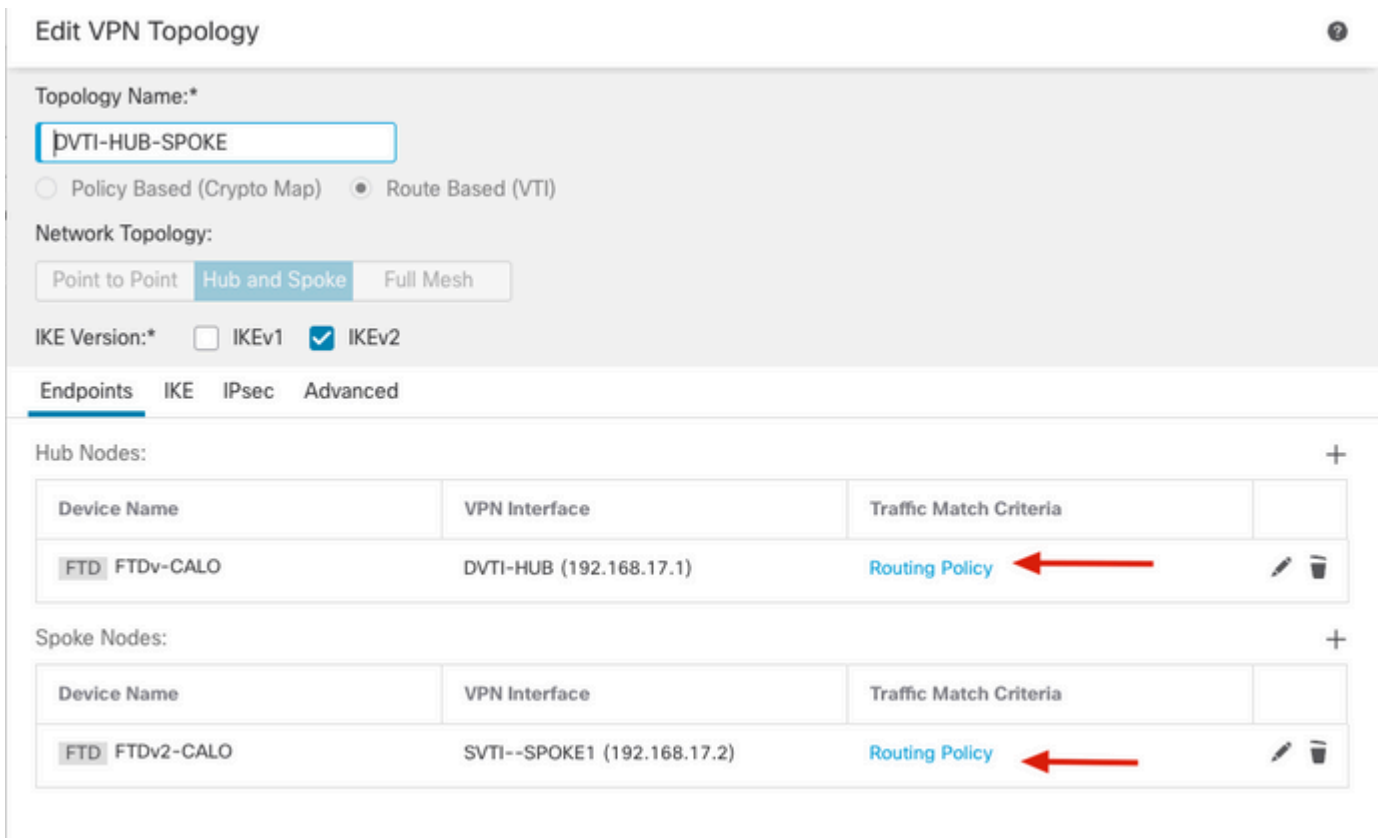 Edit VPN Topology
Topology Name:*
DVTI-HUB-SPOKE
Policy Based (Crypto Map) Route Based (VTI)
Network Topology:
Point to Point Hub and Spoke Full Mesh
IKE Version:* IKEv1 IKEv2
Endpoints IKE IPsec Advanced
Hub Nodes:
Device Name VPN Interface Traffic Match Criteria
FTD FTDv-CALO DVTI-HUB (192.168.17.1) Routing Policy
Spoke Nodes:
Device Name VPN Interface Traffic Match Criteria
FTD FTDv2-CALO SVTI--SPOKE1 (192.168.17.2) Routing Policy